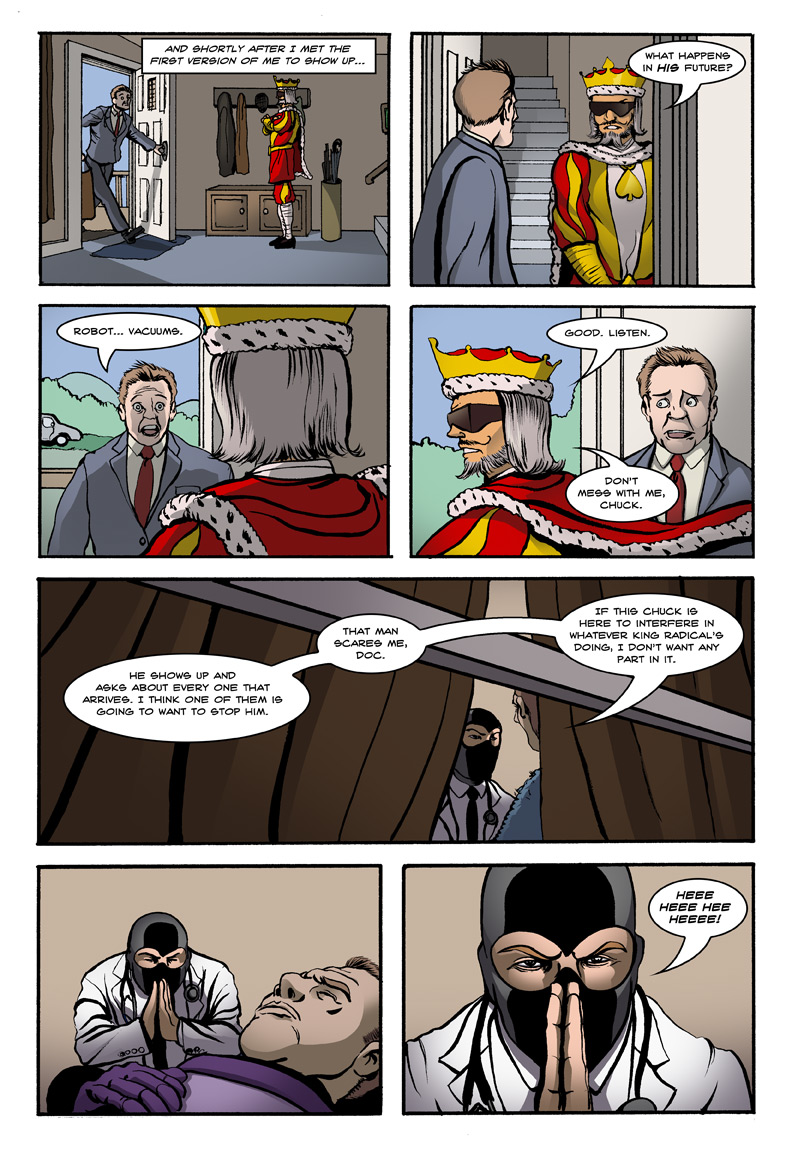 AND SHORTLY AFTER I MET THE
FIRST VERSION OF ME TO SHOW UP...
WHAT HAPPENS
IN HIS FUTURE?
ROBOT... VACUUMS.
GOOD. LISTEN.
DON'T
MESS WITH ME,
CHUCK.
IF THIS CHUCK IS
HERE TO INTERFERE IN
WHATEVER KING RADICAL'S
DOING, I DON'T WANT ANY
PART IN IT.
THAT MAN
SCARES ME,
DOC.
HE SHOWS UP AND
ASKS ABOUT EVERY ONE THAT
ARRIVES. I THINK ONE OF THEM IS
GOING TO WANT TO STOP HIM.
HEEE
HEEE HEE
HEEEE!